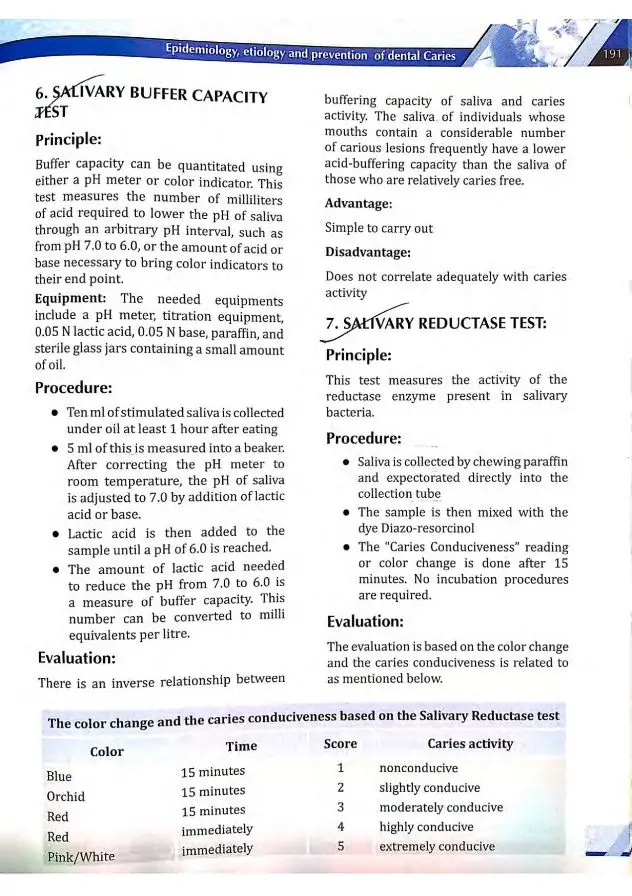 Epidemiology, etiology and prevention of dental Caries
191
6. SALIVARY BUFFER CAPACITY
TEST
Principle:
Buffer capacity can be quantitated using
either a pH meter or color indicator. This
test measures the number of milliliters
of acid required to lower the pH of saliva
through an arbitrary pH interval, such as
from pH 7.0 to 6.0, or the amount of acid or
base necessary to bring color indicators to
their end point.
Equipment: The needed equipments
include a pH meter, titration equipment,
0.05 N lactic acid, 0.05 N base, paraffin, and
sterile glass jars containing a small amount
of oil.
Procedure:
• Ten ml of stimulated saliva is collected
under oil at least 1 hour after eating
• 5 ml of this is measured into a beaker.
After correcting the pH meter to
room temperature, the pH of saliva
is adjusted to 7.0 by addition of lactic
acid or base.
• Lactic acid is then added to the
sample until a pH of 6.0 is reached.
• The amount of lactic acid needed
to reduce the pH from 7.0 to 6.0 is
a measure of buffer capacity. This
number can be converted to milli
equivalents per litre.
Evaluation:
There is an inverse relationship between
buffering capacity of saliva and caries
activity. The saliva of individuals whose
mouths contain a considerable number
of carious lesions frequently have a lower
acid-buffering capacity than the saliva of
those who are relatively caries free.
Advantage:
Simple to carry out
Disadvantage:
Does not correlate adequately with caries
activity
7. SALIVARY REDUCTASE TEST:
Principle:
This test measures the activity of the
reductase enzyme present in salivary
bacteria.
Procedure:
• Saliva is collected by chewing paraffin
and expectorated directly into the
collection tube
• The sample is then mixed with the
dye Diazo-resorcinol
• The "Caries Conduciveness" reading
or color change is done after 15
minutes. No incubation procedures
are required.
Evaluation:
The evaluation is based on the color change
and the caries conduciveness is related to
as mentioned below.
The color change and the caries conduciveness based on the Salivary Reductase test
Color Time Score Caries activity
Blue 15 minutes 1 nonconducive
Orchid 15 minutes 2 slightly conducive
Red 15 minutes 3 moderately conducive
Red immediately 4 highly conducive
Pink/White immediately 5 extremely conducive